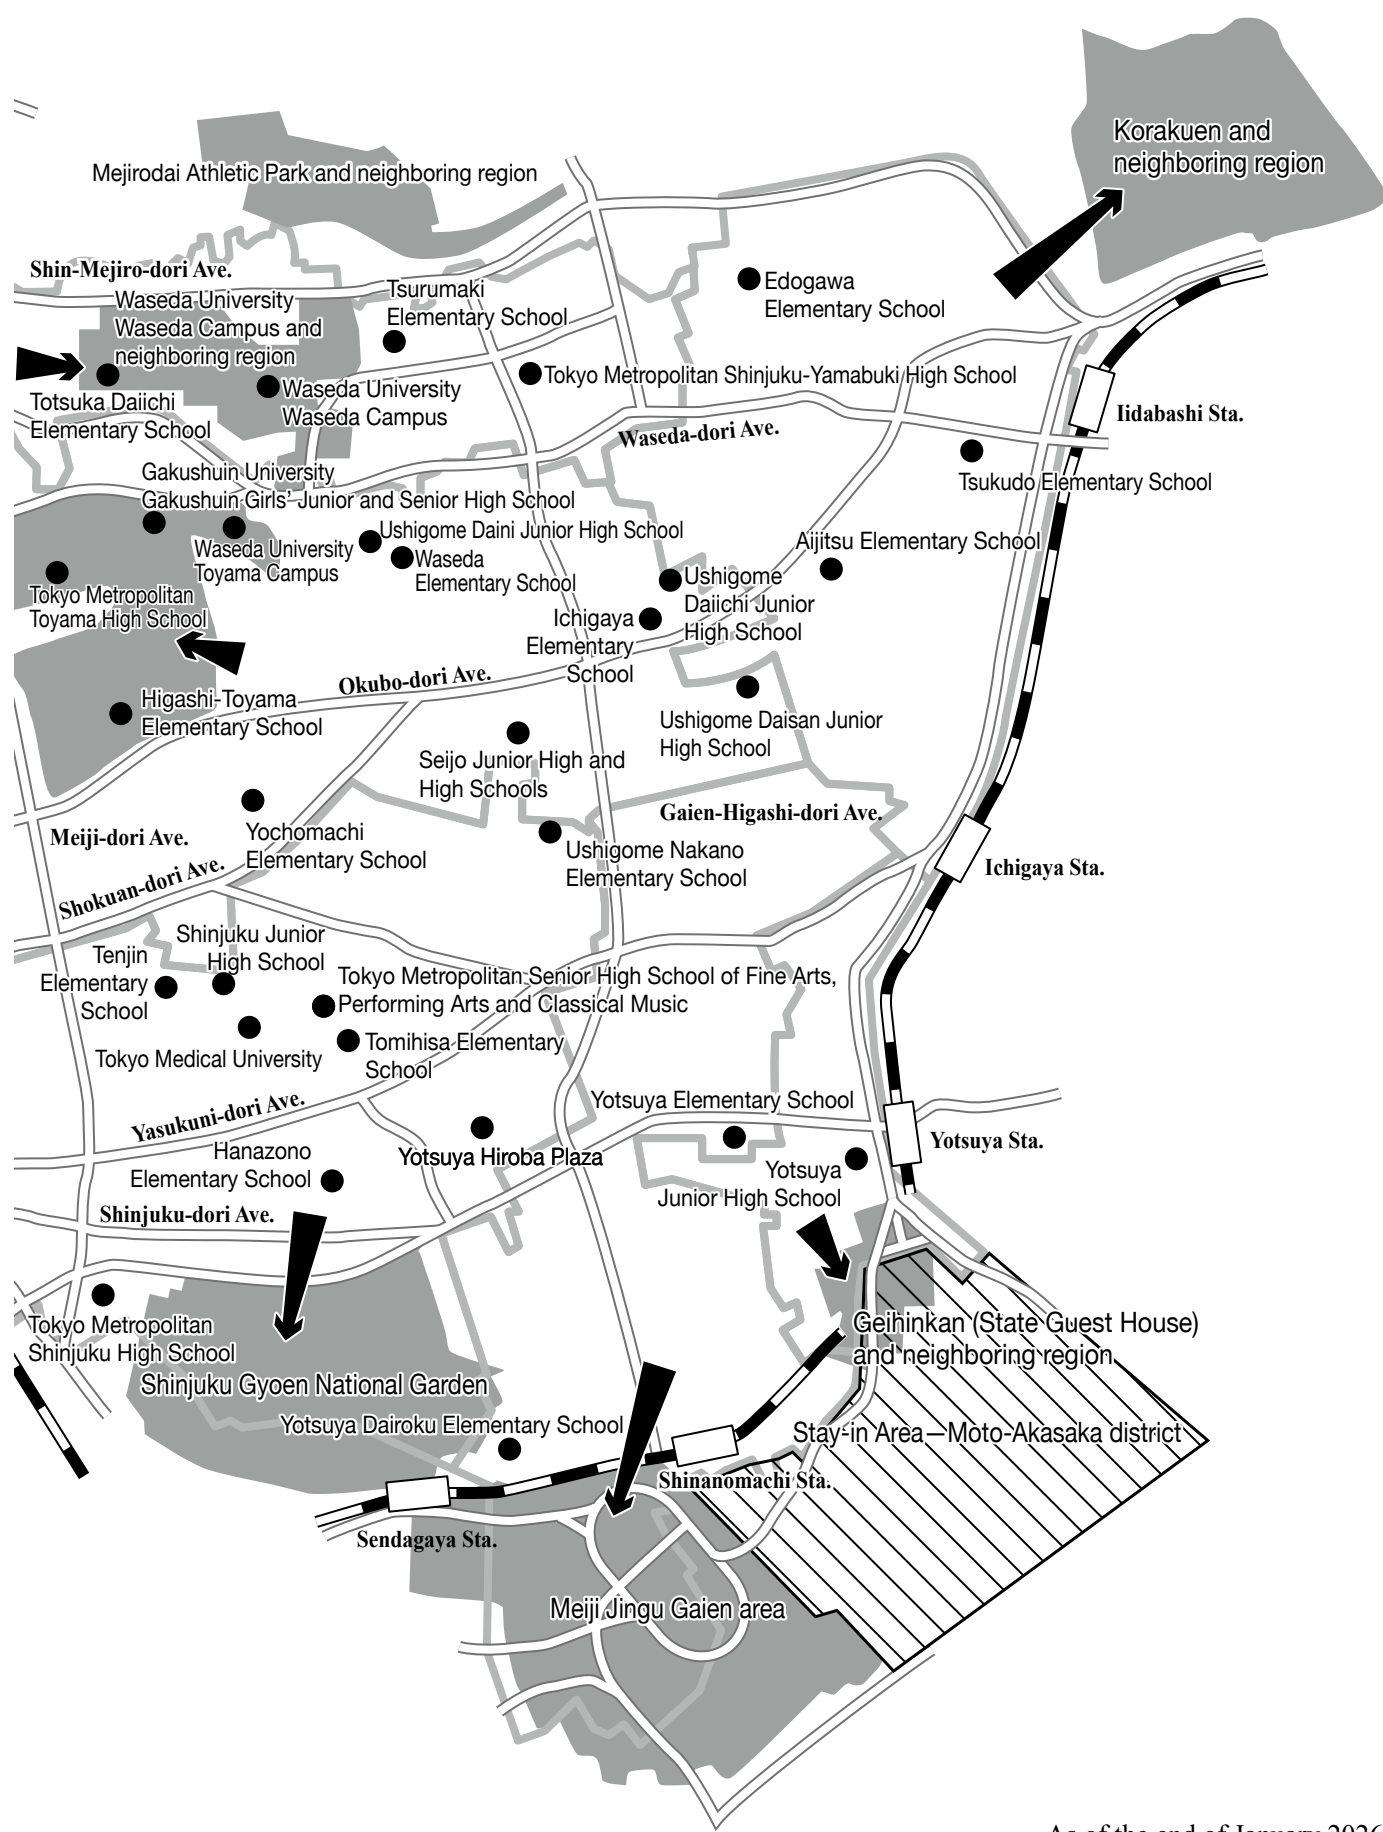 Korakuen and
neighboring region
Mejirodai Athletic Park and neighboring region
Shin-Mejiro-dori Ave.
Waseda University
Waseda Campus and
neighboring region
Tsurumaki
Elementary School
Edogawa
Elementary School
Tokyo Metropolitan Shinjuku-Yamabuki High School
Waseda University
Waseda Campus
Totsuka Daiichi
Elementary School
Iidabashi Sta.
Waseda-dori Ave.
Gakushuin University
Gakushuin Girls' Junior and Senior High School
Tsukudo Elementary School
Ushigome Daini Junior High School
Waseda University
Toyama Campus
Waseda
Elementary School
Aijitsu Elementary School
Ushigome
Daiichi Junior
High School
Tokyo Metropolitan
Toyama High School
Ichigaya
Elementary
School
Okubo-dori Ave.
Higashi-Toyama
Elementary School
Ushigome Daisan Junior
High School
Seijo Junior High and
High Schools
Gaien-Higashi-dori Ave.
Meiji-dori Ave.
Yochomachi
Elementary School
Ushigome Nakano
Elementary School
Ichigaya Sta.
Shokuan-dori Ave.
Shinjuku Junior
High School
Tenjin
Elementary
School
Tokyo Metropolitan Senior High School of Fine Arts,
Performing Arts and Classical Music
Tomihisa Elementary
School
Tokyo Medical University
Yotsuya Elementary School
Yasukuni-dori Ave.
Yotsuya Sta.
Hanazono
Elementary School
Yotsuya Hiroba Plaza
Yotsuya
Junior High School
Shinjuku-dori Ave.
Tokyo Metropolitan
Shinjuku High School
Geihinkan (State Guest House)
and neighboring region
Shinjuku Gyoen National Garden
Yotsuya Dairoku Elementary School
Stay-in Area—Moto-Akasaka district
Shinanomachi Sta.
Sendagaya Sta.
Meiji Jingu Gaien area
As of the end of January 2026